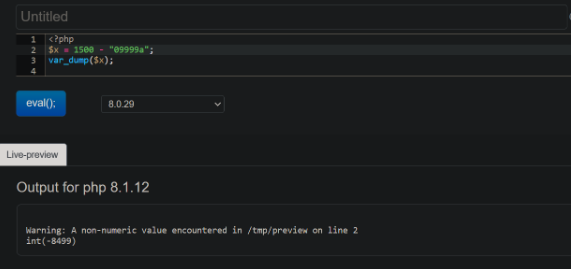 Untitled
1 <?php
2 $x = 1500 - "09999a";
3 var_dump($x);
4
eval();
8.0.29
Live-preview
Output for php 8.1.12
Warning: A non-numeric value encountered in /tmp/preview on line 2
int(-8499)